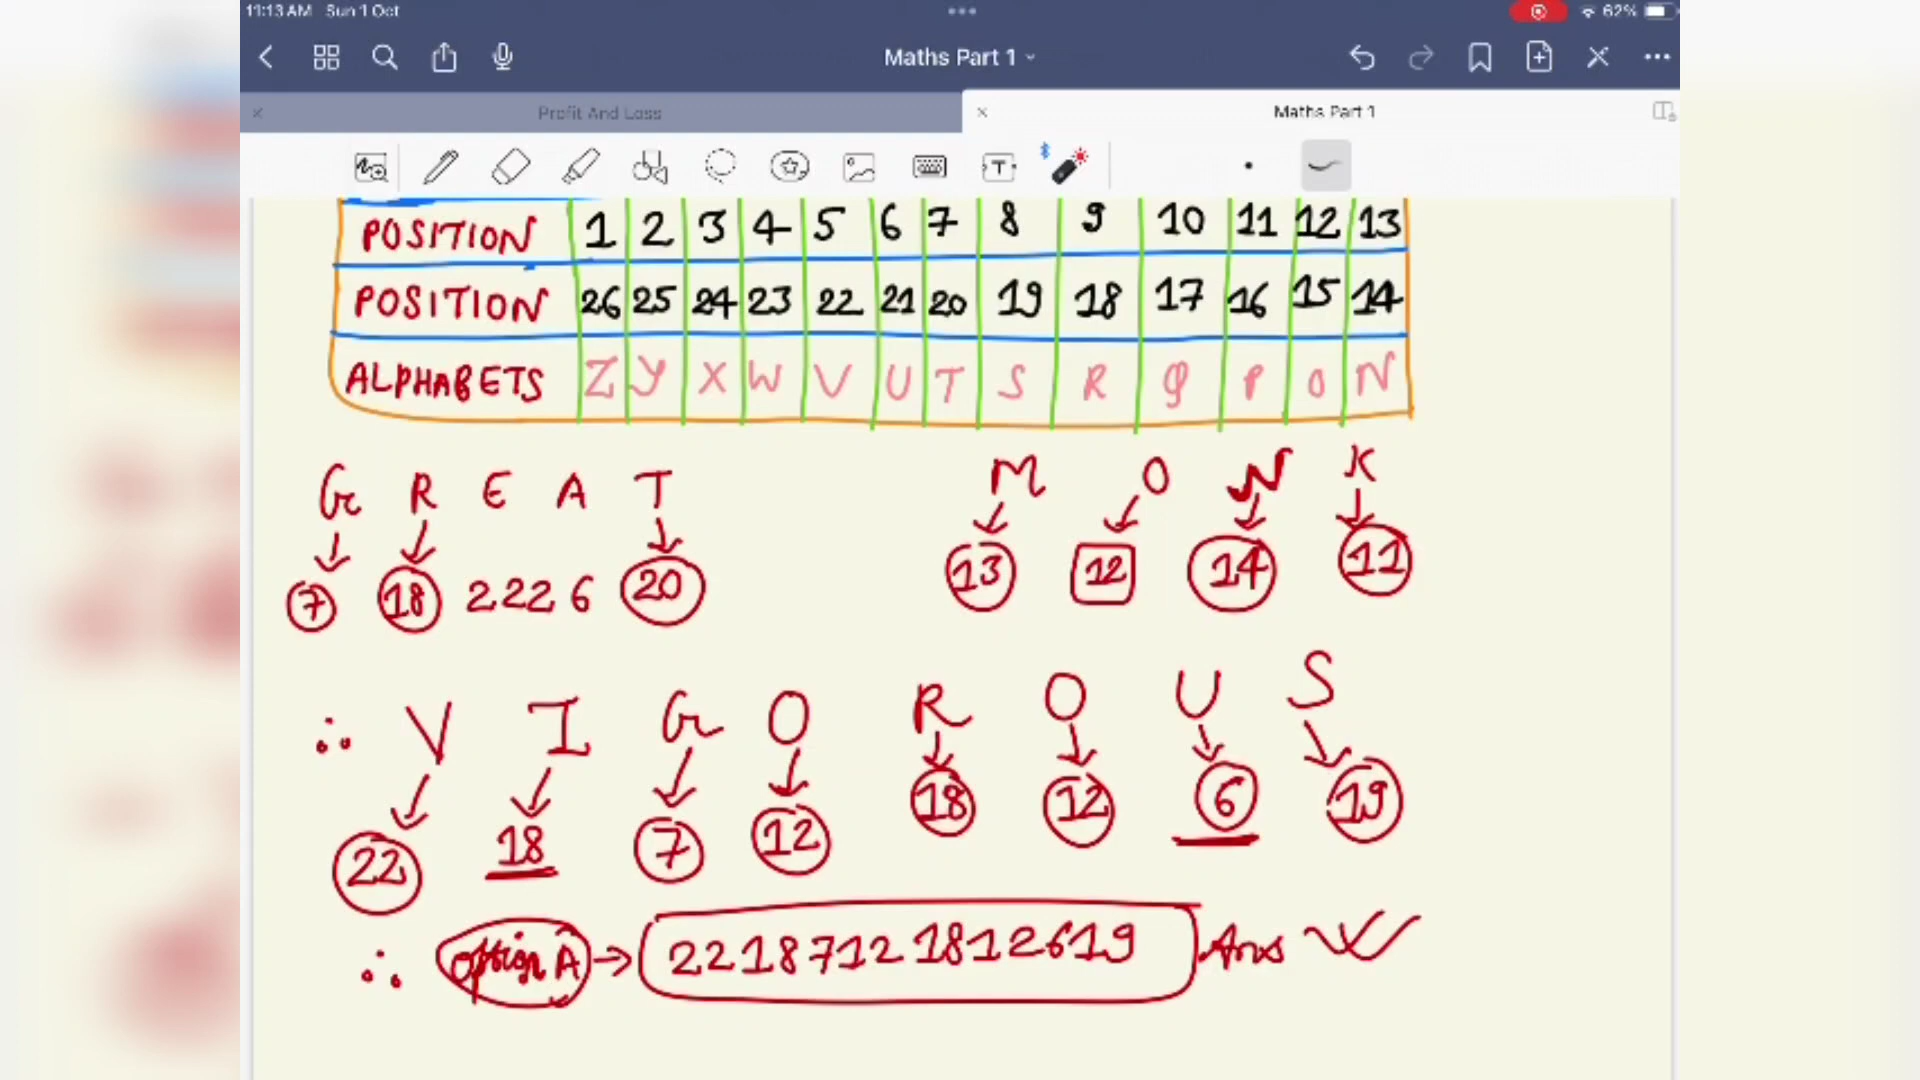 11:13 AM Sun 1 Oct 62%
Maths Part 1
Profit And Loss Maths Part 1
POSITION 1 2 3 4 5 6 7 8 9 10 11 12 13
POSITION 26 25 24 23 22 21 20 19 18 17 16 15 14
ALPHABETS Z Y X W V U T S R Q P O N
G R E A T
7 18 22 26 20
M O N K
13 12 14 11
∴ V I G O R O U S
22 18 7 12 18 12 6 19
∴ option A → 22 18 7 12 18 12 6 19 Ans